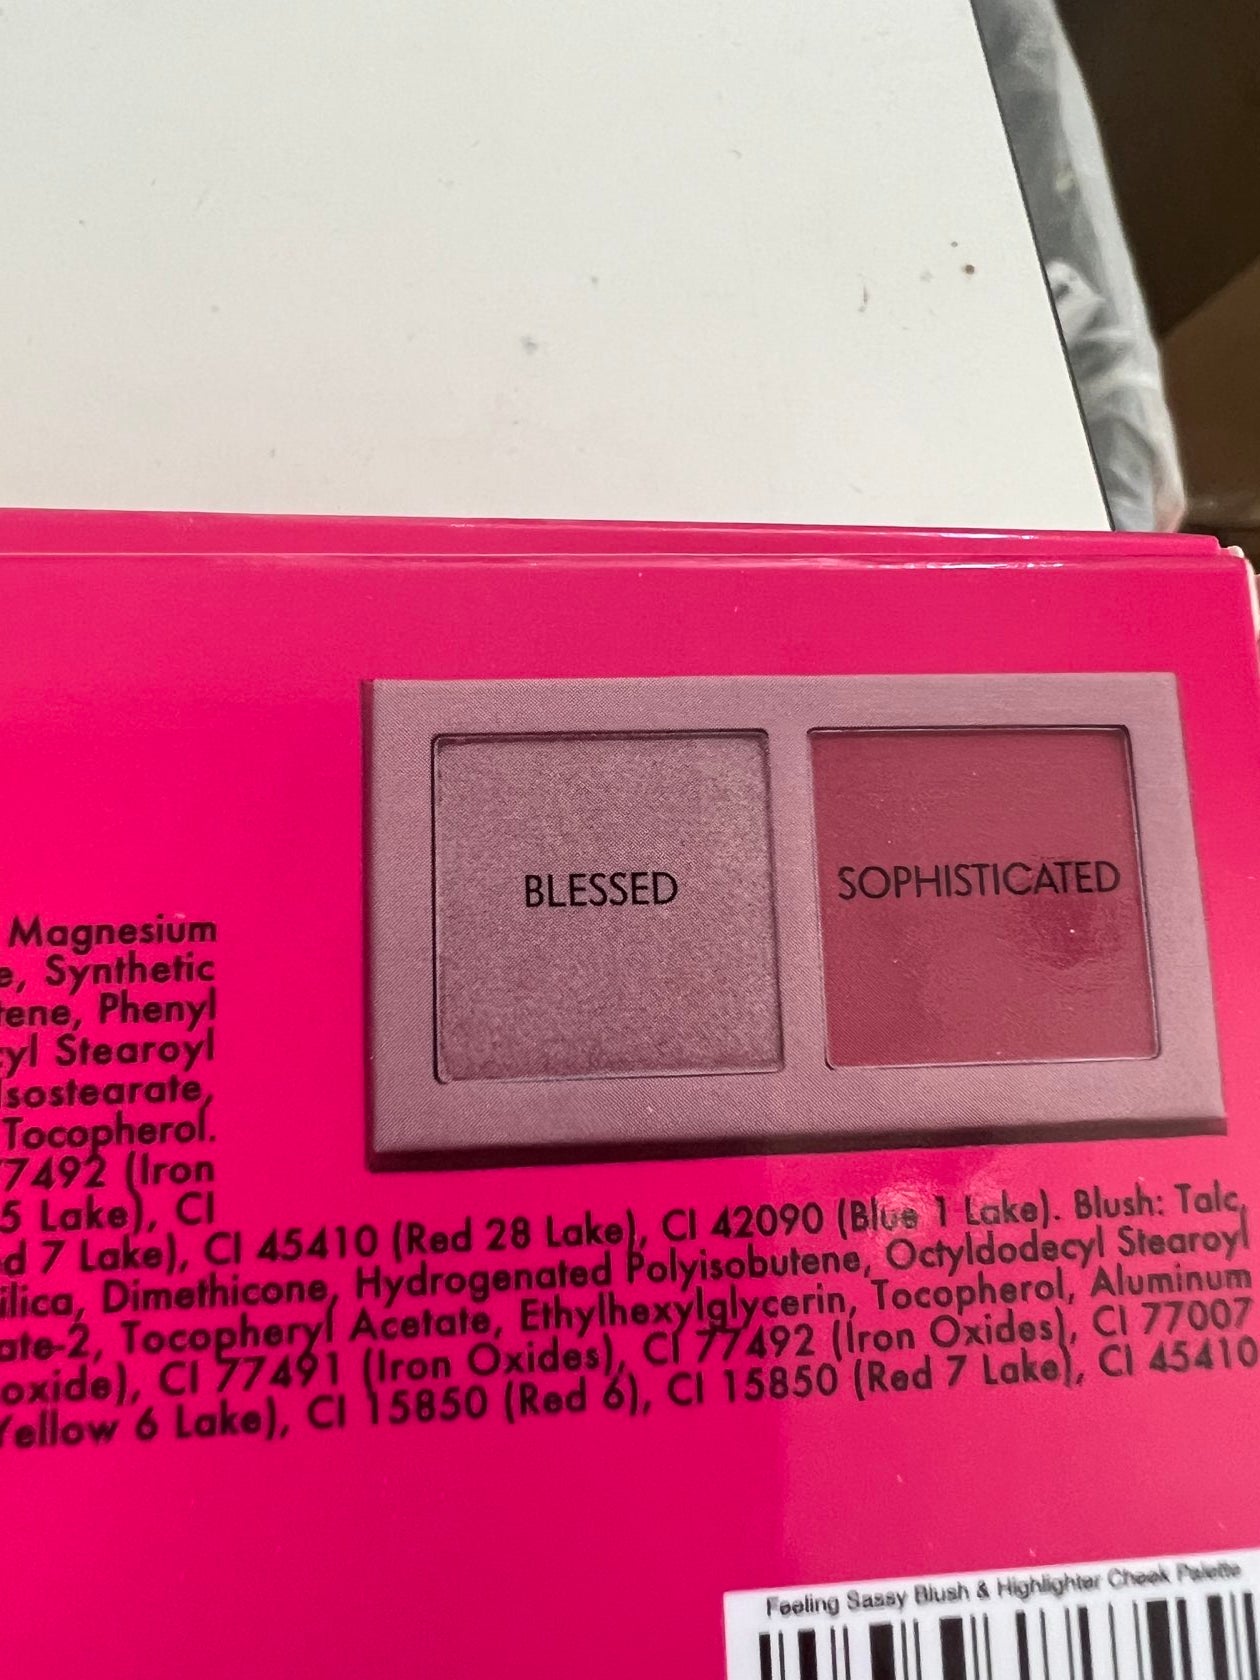 BLESSED
SOPHISTICATED
Magnesium
e, Synthetic
tene, Phenyl
cyl Stearoyl
Isostearate,
Tocopherol.
77492 (Iron
5 Lake), CI
d 7 Lake), CI 45410 (Red 28 Lake), CI 42090 (Blue 1 Lake). Blush: Talc,
ilica, Dimethicone, Hydrogenated Polyisobutene, Octyldodecyl Stearoyl
ate-2, Tocopheryl Acetate, Ethylhexylglycerin, Tocopherol, Aluminum
oxide), CI 77491 (Iron Oxides), CI 77492 (Iron Oxides), CI 77007
Yellow 6 Lake), CI 15850 (Red 6), CI 15850 (Red 7 Lake), CI 45410
Feeling Sassy Blush & Highlighter Cheek Palette